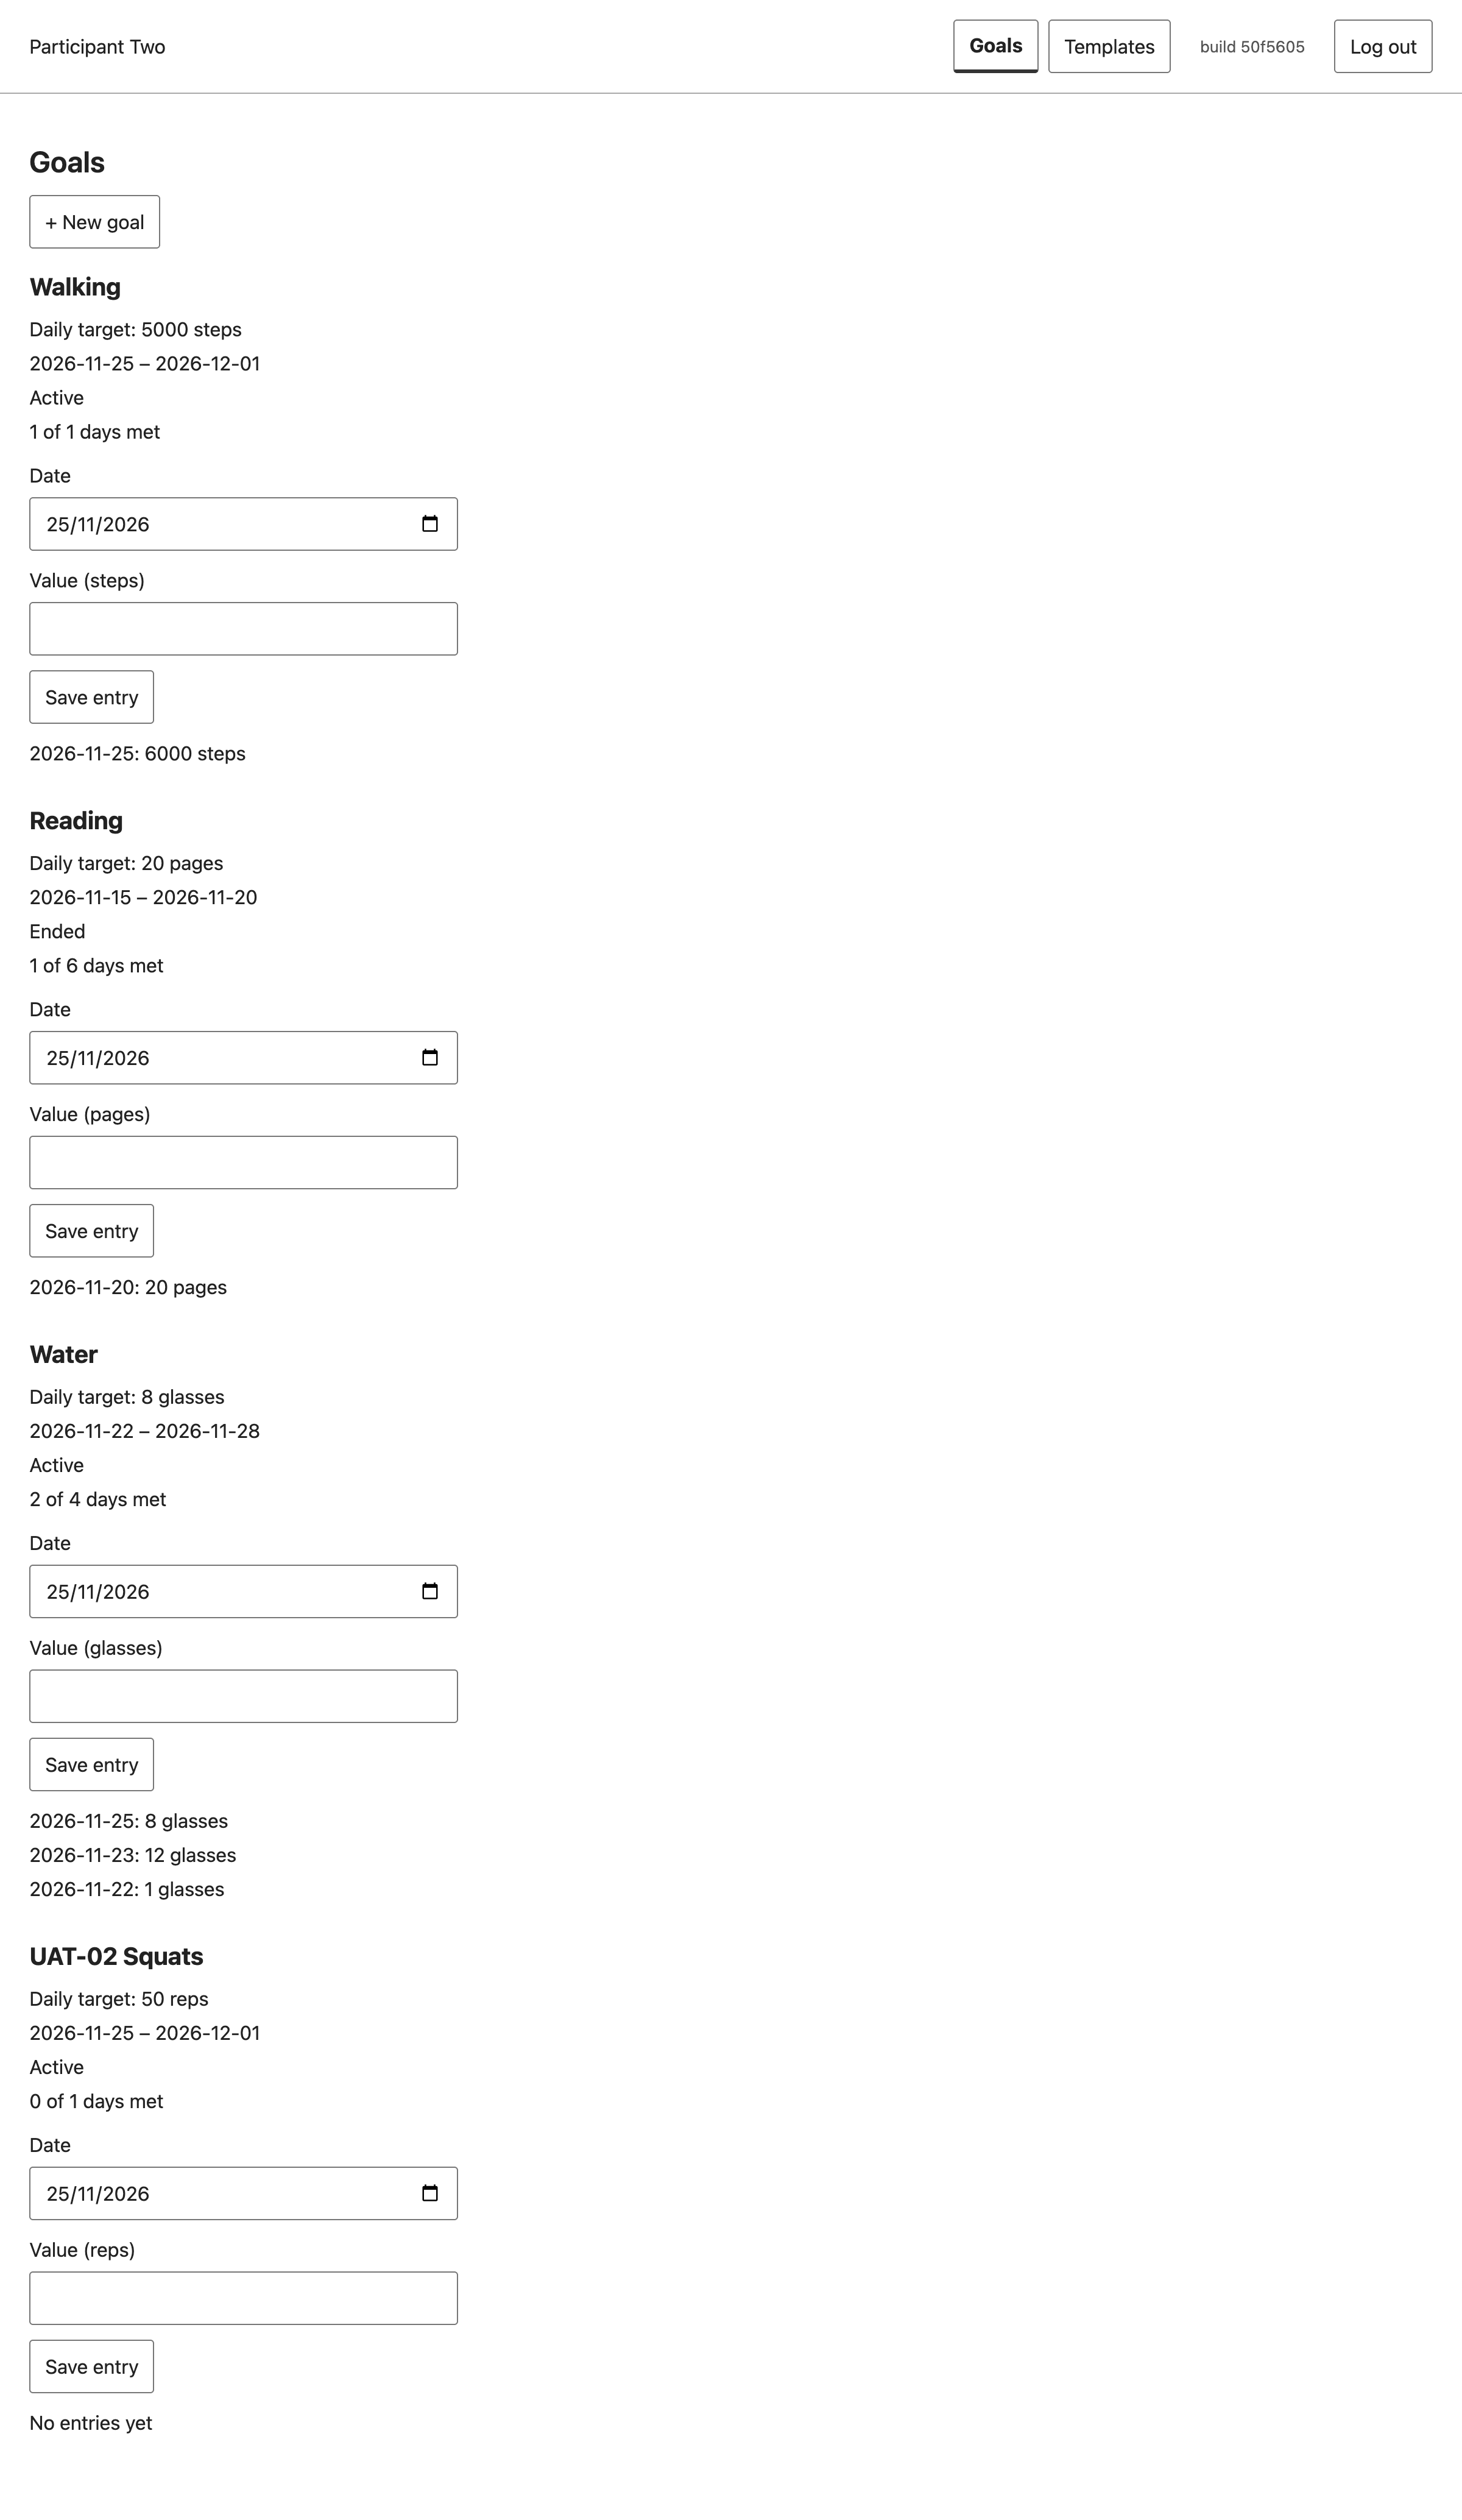 Participant Two
Goals
Templates
build 50f5605
Log out
Goals
+ New goal
Walking
Daily target: 5000 steps
2026-11-25 – 2026-12-01
Active
1 of 1 days met
Date
25/11/2026
Value (steps)
Save entry
2026-11-25: 6000 steps
Reading
Daily target: 20 pages
2026-11-15 – 2026-11-20
Ended
1 of 6 days met
Date
25/11/2026
Value (pages)
Save entry
2026-11-20: 20 pages
Water
Daily target: 8 glasses
2026-11-22 – 2026-11-28
Active
2 of 4 days met
Date
25/11/2026
Value (glasses)
Save entry
2026-11-25: 8 glasses
2026-11-23: 12 glasses
2026-11-22: 1 glasses
UAT-02 Squats
Daily target: 50 reps
2026-11-25 – 2026-12-01
Active
0 of 1 days met
Date
25/11/2026
Value (reps)
Save entry
No entries yet